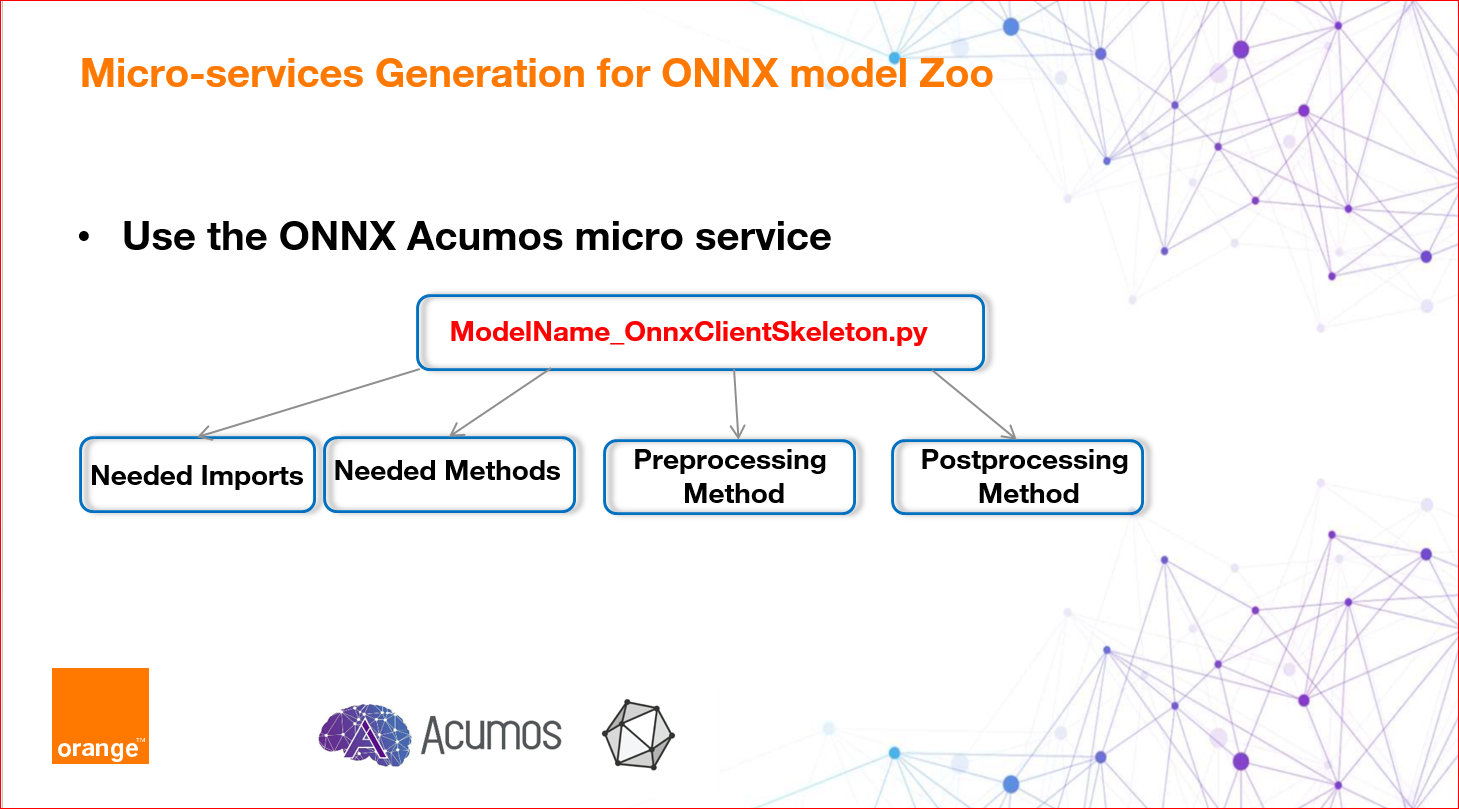 Micro-services Generation for ONNX model Zoo
• Use the ONNX Acumos micro service
ModelName_OnnxClientSkeleton.py
Needed Imports
Needed Methods
Preprocessing
Method
Postprocessing
Method
orange™
Acumos